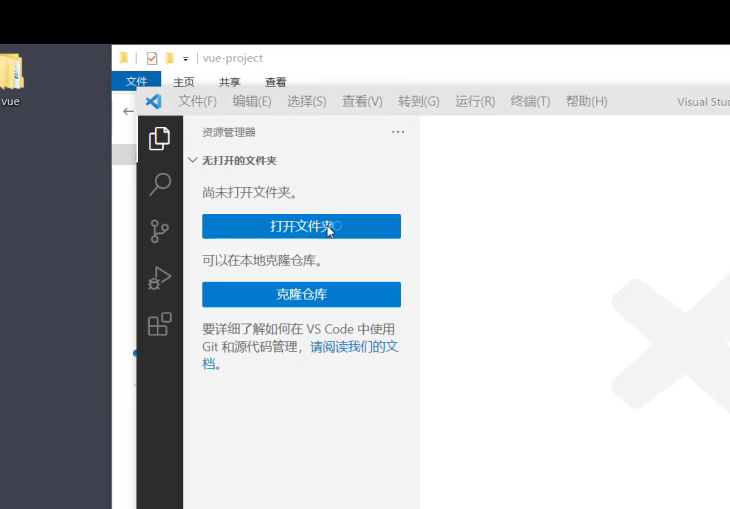 vue-project
文件 主页 共享 查看
vue
文件(F) 编辑(E) 选择(S) 查看(V) 转到(G) 运行(R) 终端(T) 帮助(H) Visual
资源管理器
无打开的文件夹
尚未打开文件夹。
打开文件夹
可以在本地克隆仓库。
克隆仓库
要详细了解如何在 VS Code 中使用
Git 和源代码管理，请阅读我们的文
档。